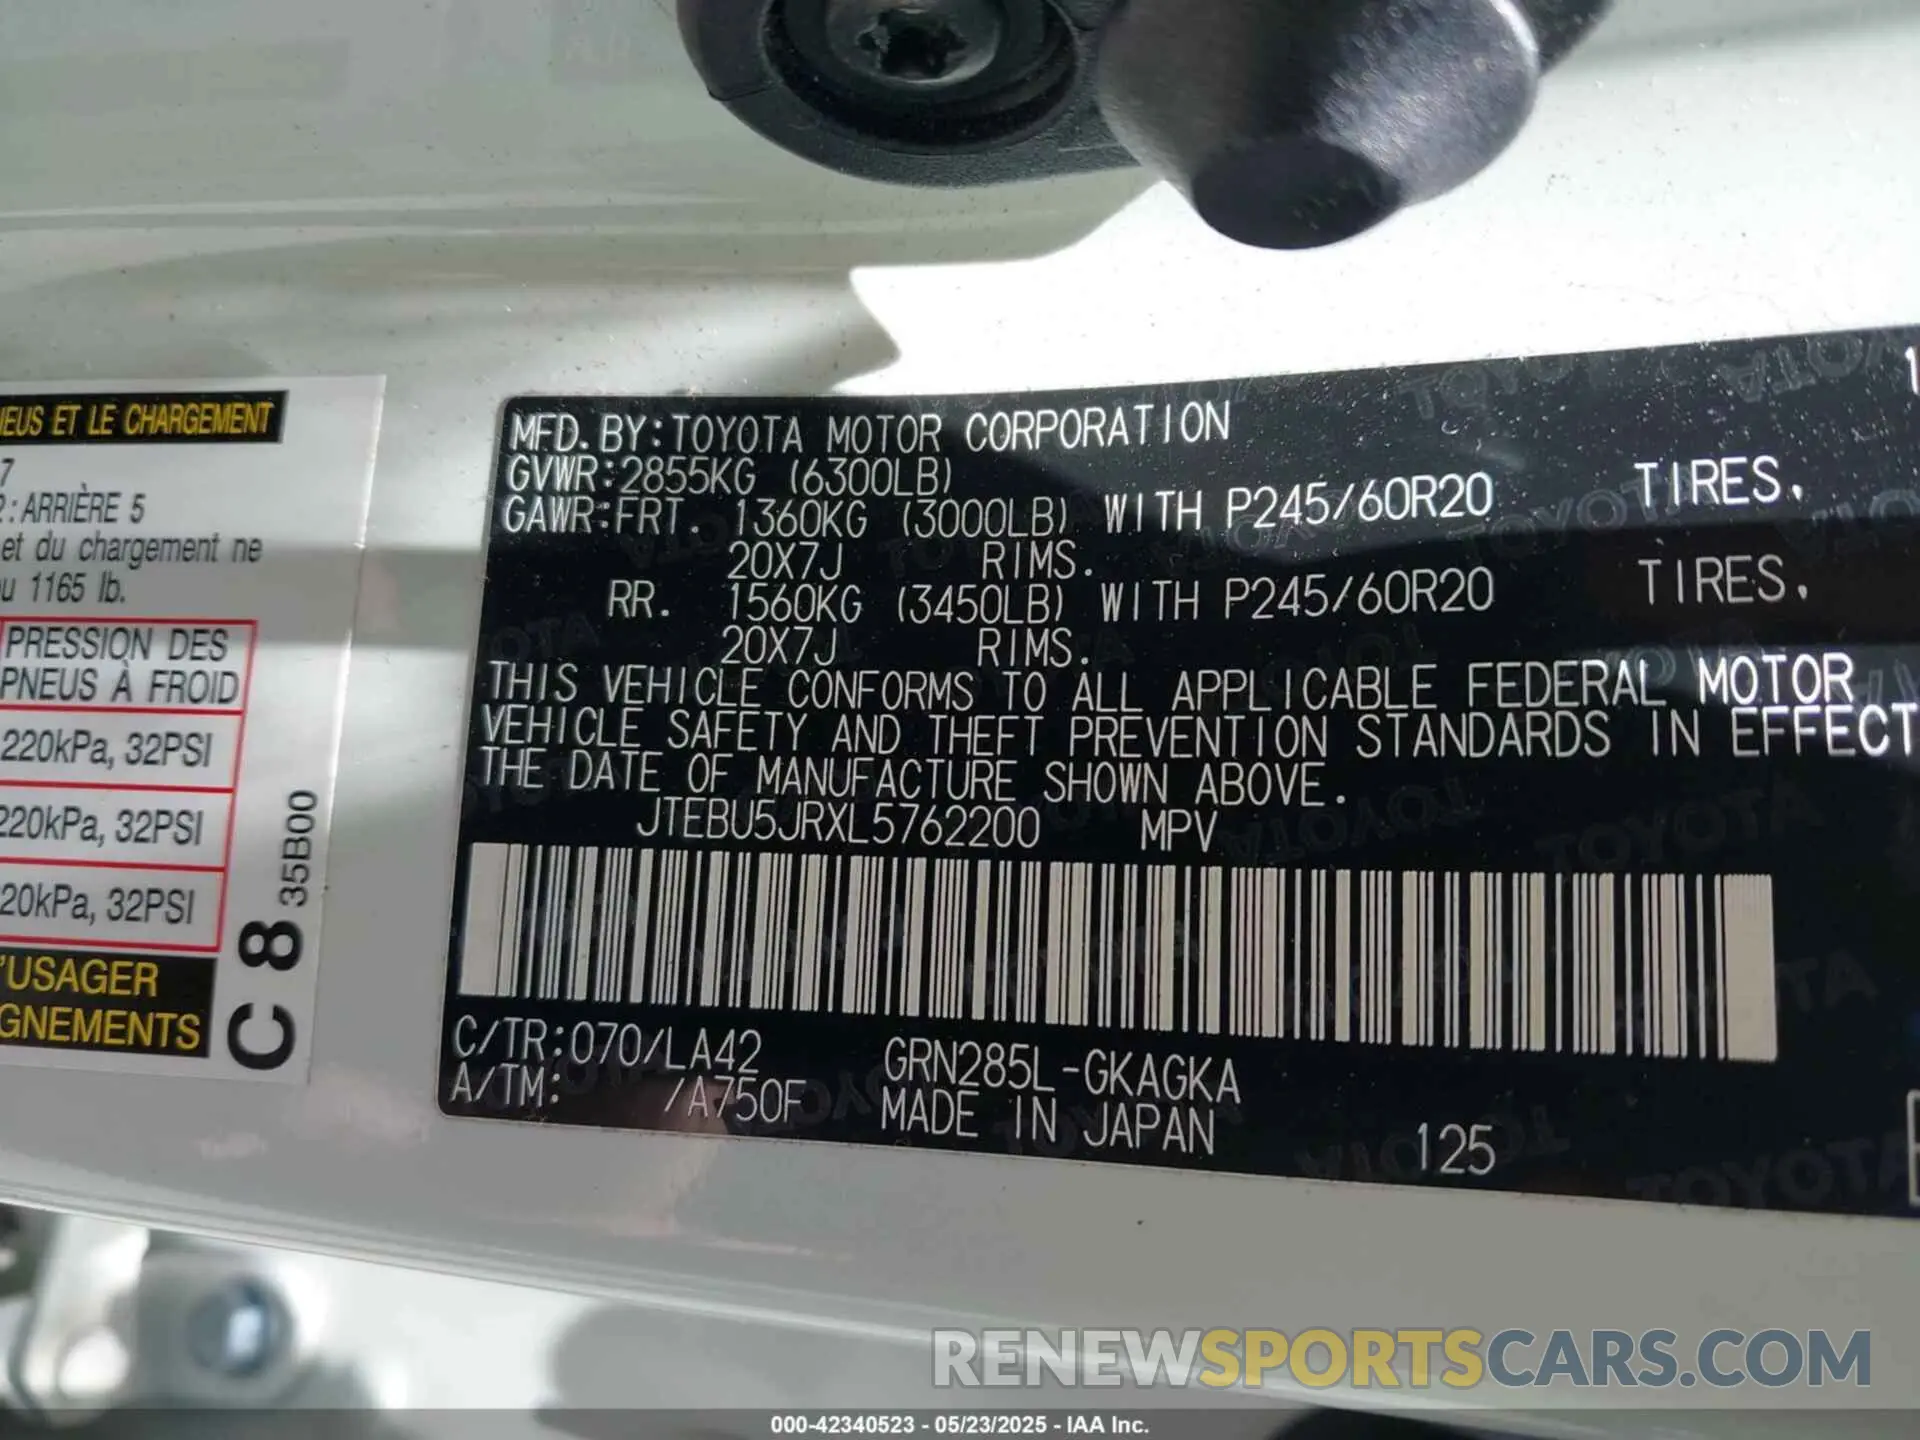 NEUS ET LE CHARGEMENT
7
2: ARRIÈRE 5
et du chargement ne
1165 lb.
PRESSION DES
PNEUS À FROID
220kPa, 32PSI
220kPa, 32PSI
20kPa, 32PSI
'USAGER
GNEMENTS
C 8 35B00
MFD. BY: TOYOTA MOTOR CORPORATION
GVWR: 2855KG (6300LB)
GAWR: FRT. 1360KG (3000LB) WITH P245/60R20 TIRES,
20X7J RIMS.
RR. 1560KG (3450LB) WITH P245/60R20 TIRES,
20X7J RIMS.
THIS VEHICLE CONFORMS TO ALL APPLICABLE FEDERAL MOTOR
VEHICLE SAFETY AND THEFT PREVENTION STANDARDS IN EFFECT
THE DATE OF MANUFACTURE SHOWN ABOVE.
JTEBU5JRXL5762200 MPV
C/TR: 070/LA42 GRN285L-GKAGKA
A/TM: /A750F MADE IN JAPAN
125
RENEWSPORTSCARS.COM
000-42340523 - 05/23/2025 - IAA Inc.